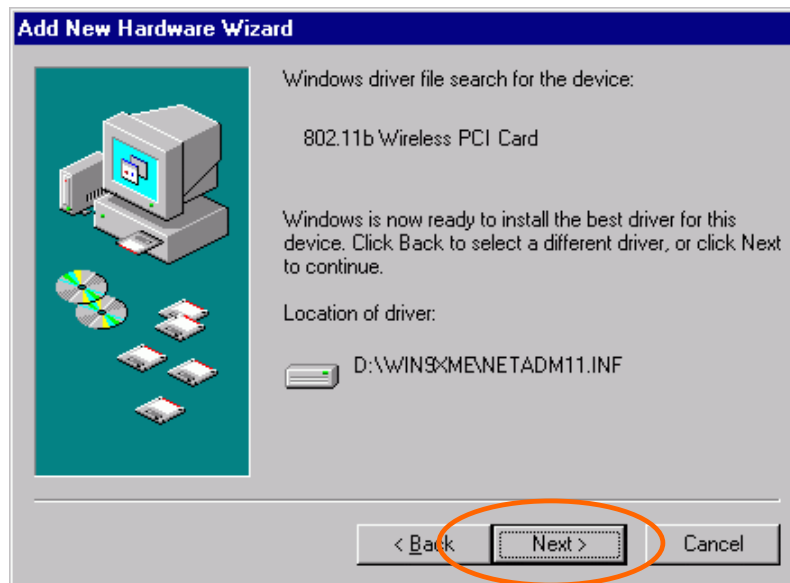 Add New Hardware Wizard
Windows driver file search for the device:
802.11b Wireless PCI Card
Windows is now ready to install the best driver for this
device. Click Back to select a different driver, or click Next
to continue.
Location of driver:
D:\WIN9XME\NETADM11.INF
< Back
Next >
Cancel